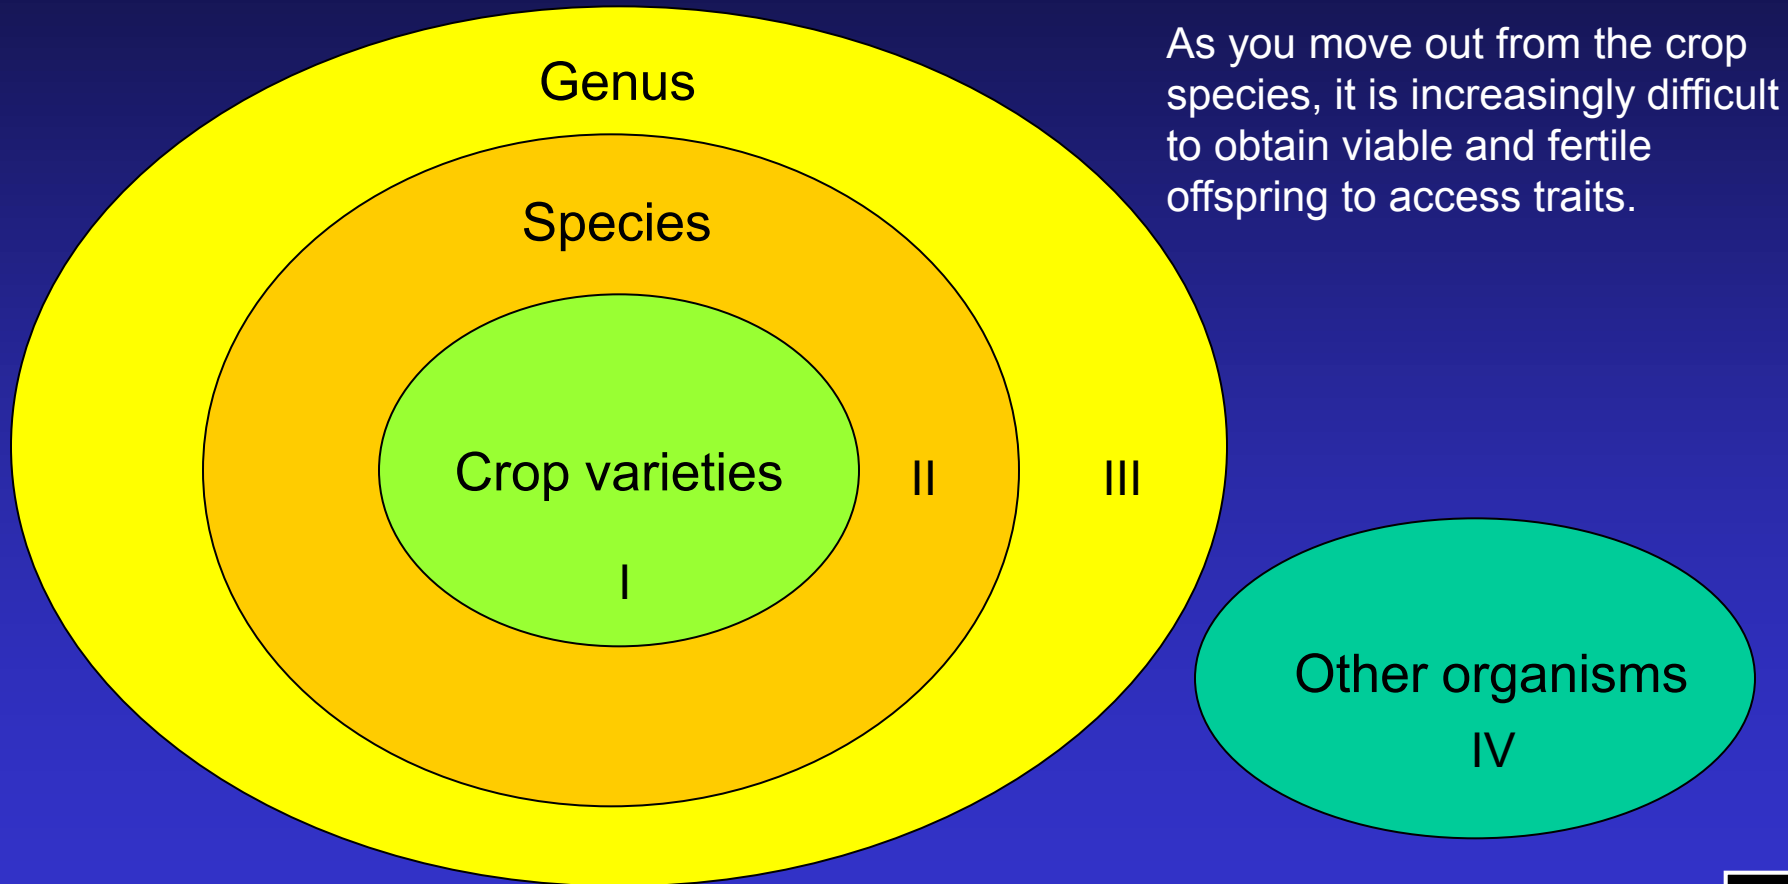 As you move out from the crop
species, it is increasingly difficult
to obtain viable and fertile
offspring to access traits.
Genus
Species
Crop varieties
I
II
III
Other organisms
IV